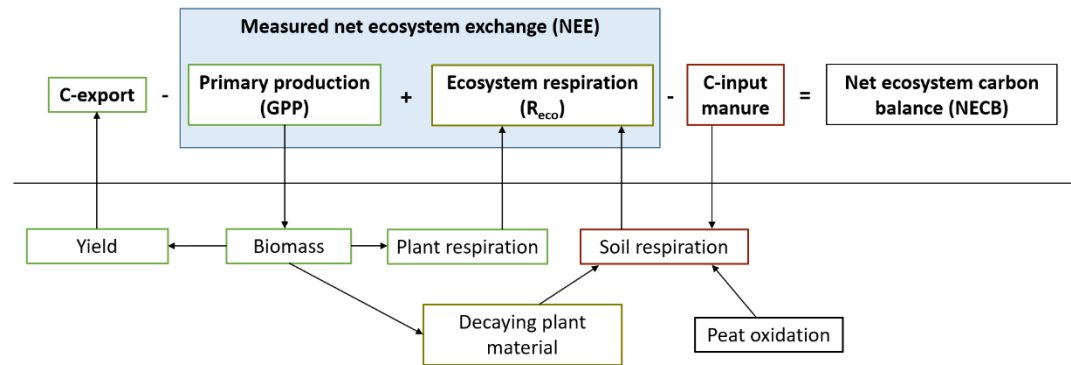 Measured net ecosystem exchange (NEE)
C-export
-
Primary production
(GPP)
+
Ecosystem respiration
(Reco)
-
C-input
manure
=
Net ecosystem carbon
balance (NECB)
Yield
Biomass
Plant respiration
Soil respiration
Decaying plant
material
Peat oxidation